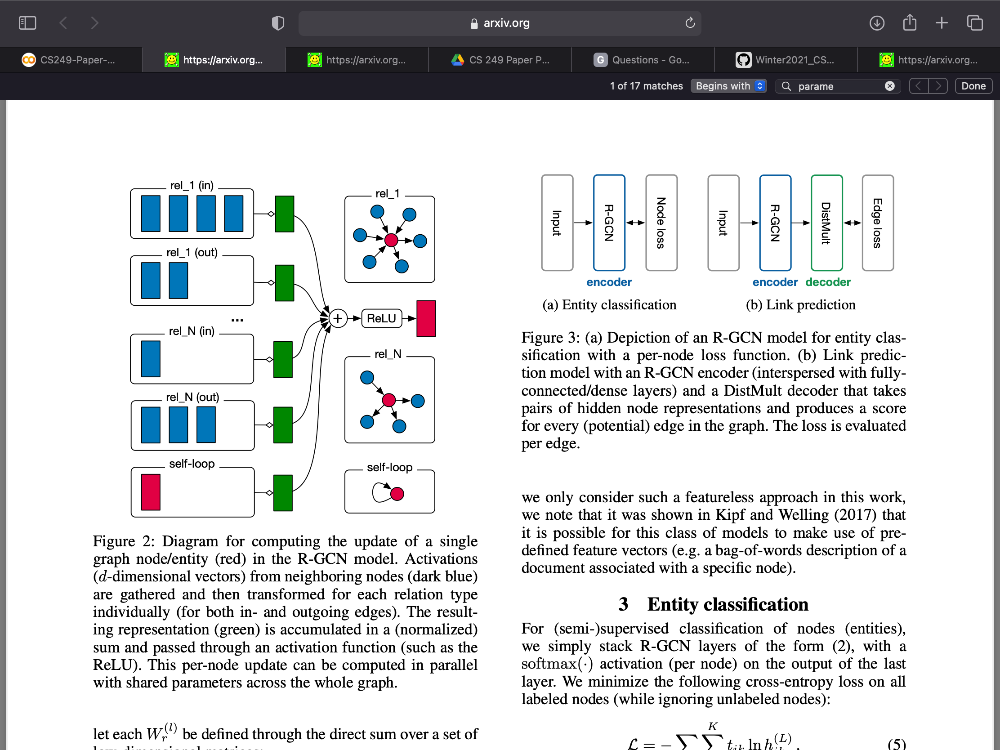 arxiv.org
CS249-Paper-...
https://arxiv.org...
https://arxiv.org...
CS 249 Paper P...
G
Questions - Go...
Winter2021_CS...
https://arxiv.org...
1 of 17 matches
Begins with
parame
Done
rel_1 (in)
rel_1 (out)
...
rel_N (in)
rel_N (out)
self-loop
+
ReLU
rel_1
rel_N
self-loop
Figure 2: Diagram for computing the update of a single
graph node/entity (red) in the R-GCN model. Activations
(d-dimensional vectors) from neighboring nodes (dark blue)
are gathered and then transformed for each relation type
individually (for both in- and outgoing edges). The result-
ing representation (green) is accumulated in a (normalized)
sum and passed through an activation function (such as the
ReLU). This per-node update can be computed in parallel
with shared parameters across the whole graph.
let each W_r^{(l)} be defined through the direct sum over a set of
low-dimensional matrices:
Input
R-GCN
Node loss
encoder
(a) Entity classification
Input
R-GCN
DistMult
Edge loss
encoder
decoder
(b) Link prediction
Figure 3: (a) Depiction of an R-GCN model for entity clas-
sification with a per-node loss function. (b) Link predic-
tion model with an R-GCN encoder (interspersed with fully-
connected/dense layers) and a DistMult decoder that takes
pairs of hidden node representations and produces a score
for every (potential) edge in the graph. The loss is evaluated
per edge.
we only consider such a featureless approach in this work,
we note that it was shown in Kipf and Welling (2017) that
it is possible for this class of models to make use of pre-
defined feature vectors (e.g. a bag-of-words description of a
document associated with a specific node).
3 Entity classification
For (semi-)supervised classification of nodes (entities),
we simply stack R-GCN layers of the form (2), with a
softmax(·) activation (per node) on the output of the last
layer. We minimize the following cross-entropy loss on all
labeled nodes (while ignoring unlabeled nodes):
K
ℒ = − ∑ ∑ t_{ik} ln h_{ik}^{(L)} , (5)